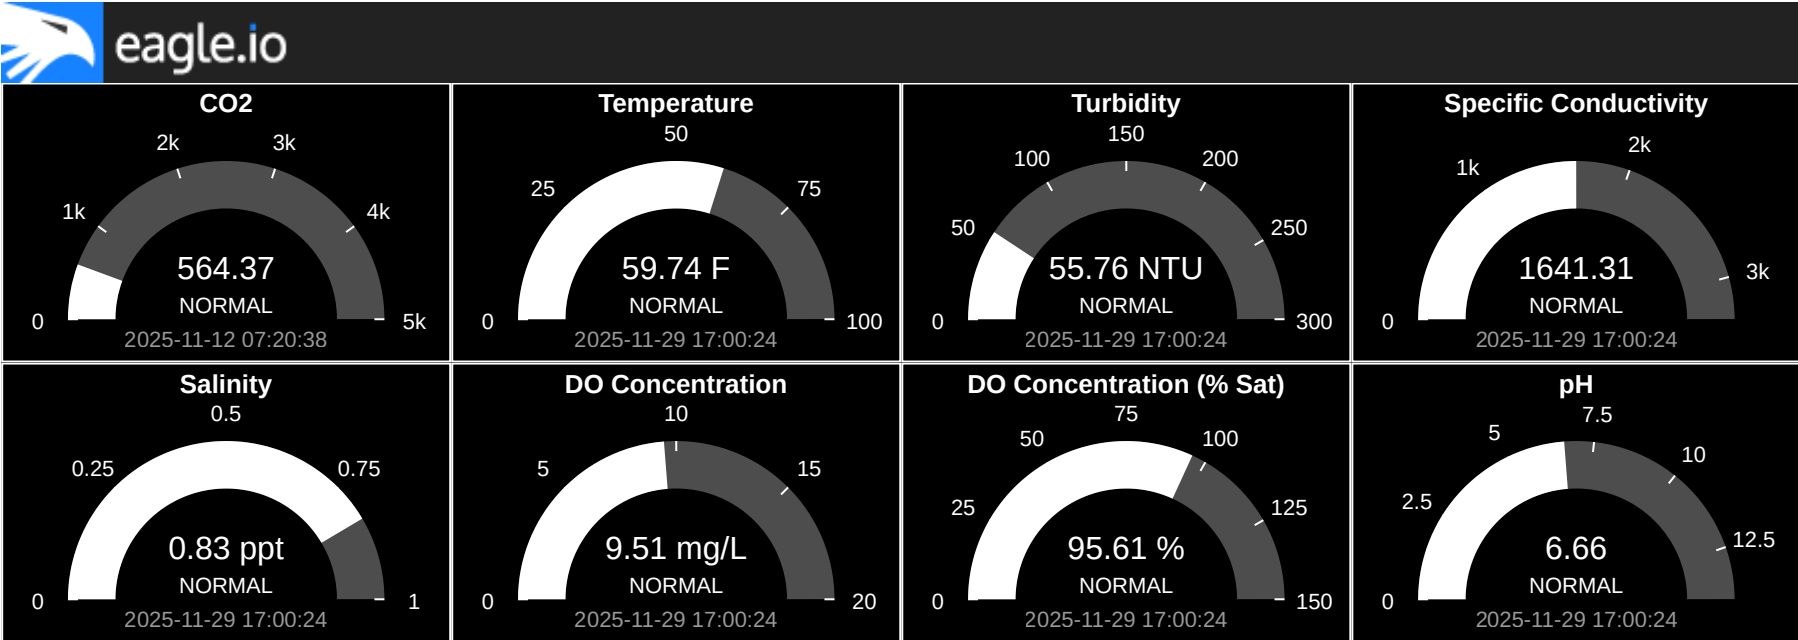 eagle.io
CO2
0
1k
2k
3k
4k
5k
564.37
NORMAL
2025-11-12 07:20:38
Temperature
0
25
50
75
100
59.74 F
NORMAL
2025-11-29 17:00:24
Turbidity
0
50
100
150
200
250
300
55.76 NTU
NORMAL
2025-11-29 17:00:24
Specific Conductivity
0
1k
2k
3k
1641.31
NORMAL
2025-11-29 17:00:24
Salinity
0
0.25
0.5
0.75
1
0.83 ppt
NORMAL
2025-11-29 17:00:24
DO Concentration
0
5
10
15
20
9.51 mg/L
NORMAL
2025-11-29 17:00:24
DO Concentration (% Sat)
0
25
50
75
100
125
150
95.61 %
NORMAL
2025-11-29 17:00:24
pH
0
2.5
5
7.5
10
12.5
6.66
NORMAL
2025-11-29 17:00:24